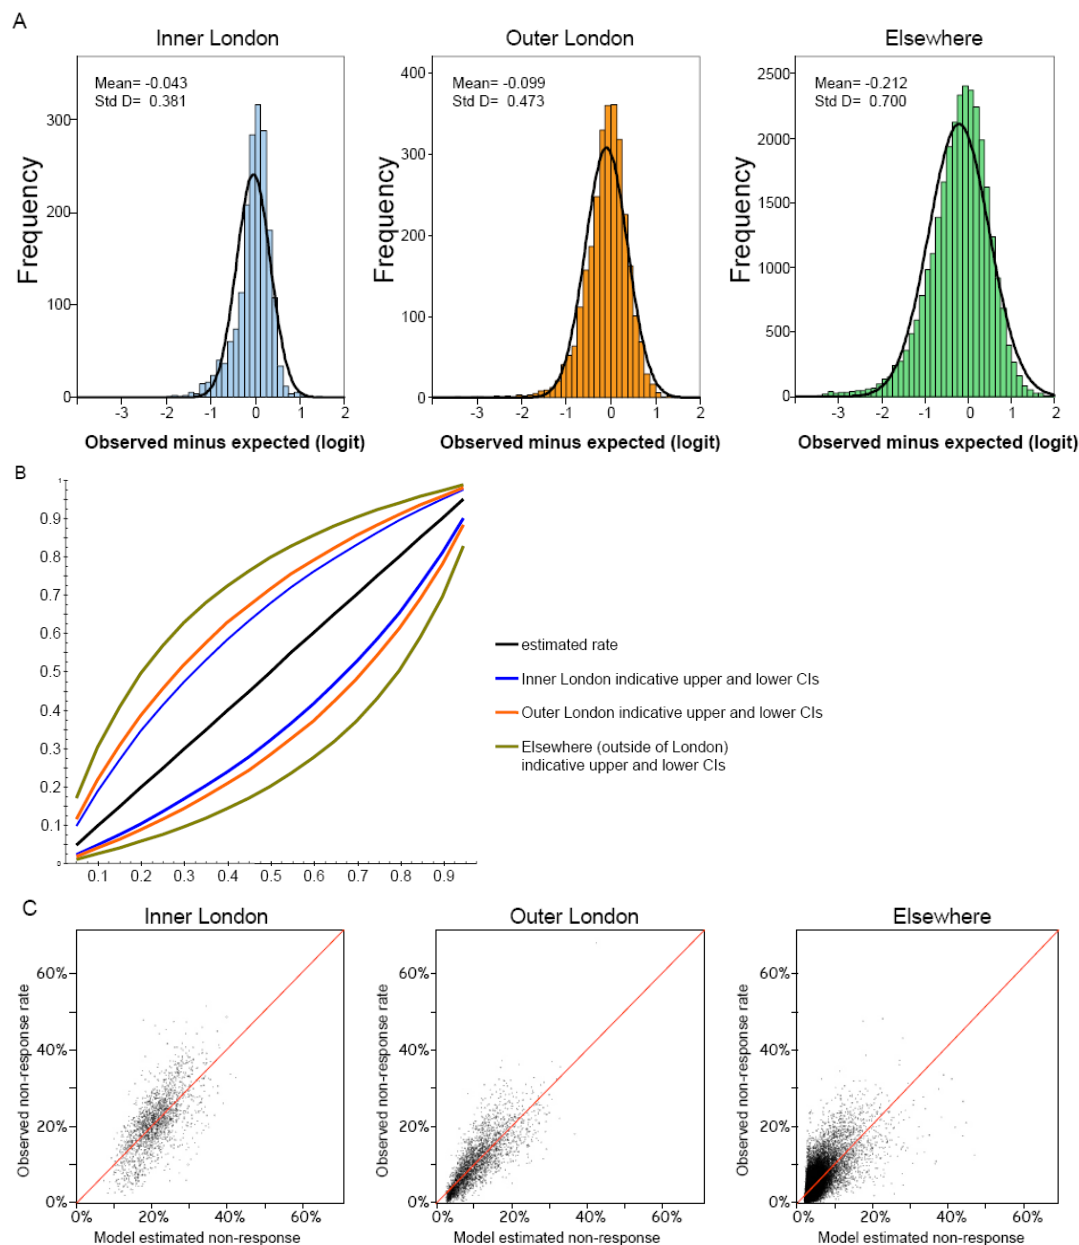 A
Inner London
Outer London
Elsewhere
Mean= -0.043
Std D= 0.381
Mean= -0.099
Std D= 0.473
Mean= -0.212
Std D= 0.700
Frequency
300
200
100
0
-3 -2 -1 0 1 2
Observed minus expected (logit)
Frequency
400
300
200
100
0
-3 -2 -1 0 1 2
Observed minus expected (logit)
Frequency
2500
2000
1500
1000
500
0
-3 -2 -1 0 1 2
Observed minus expected (logit)
B
1
0.9
0.8
0.7
0.6
0.5
0.4
0.3
0.2
0.1
0
0.1 0.2 0.3 0.4 0.5 0.6 0.7 0.8 0.9
estimated rate
Inner London indicative upper and lower CIs
Outer London indicative upper and lower CIs
Elsewhere (outside of London)
indicative upper and lower CIs
C
Inner London
Outer London
Elsewhere
Observed non-response rate
60%
40%
20%
0%
0% 20% 40% 60%
Model estimated non-response
Observed non-response rate
60%
40%
20%
0%
0% 20% 40% 60%
Model estimated non-response
Observed non-response rate
60%
40%
20%
0%
0% 20% 40% 60%
Model estimated non-response